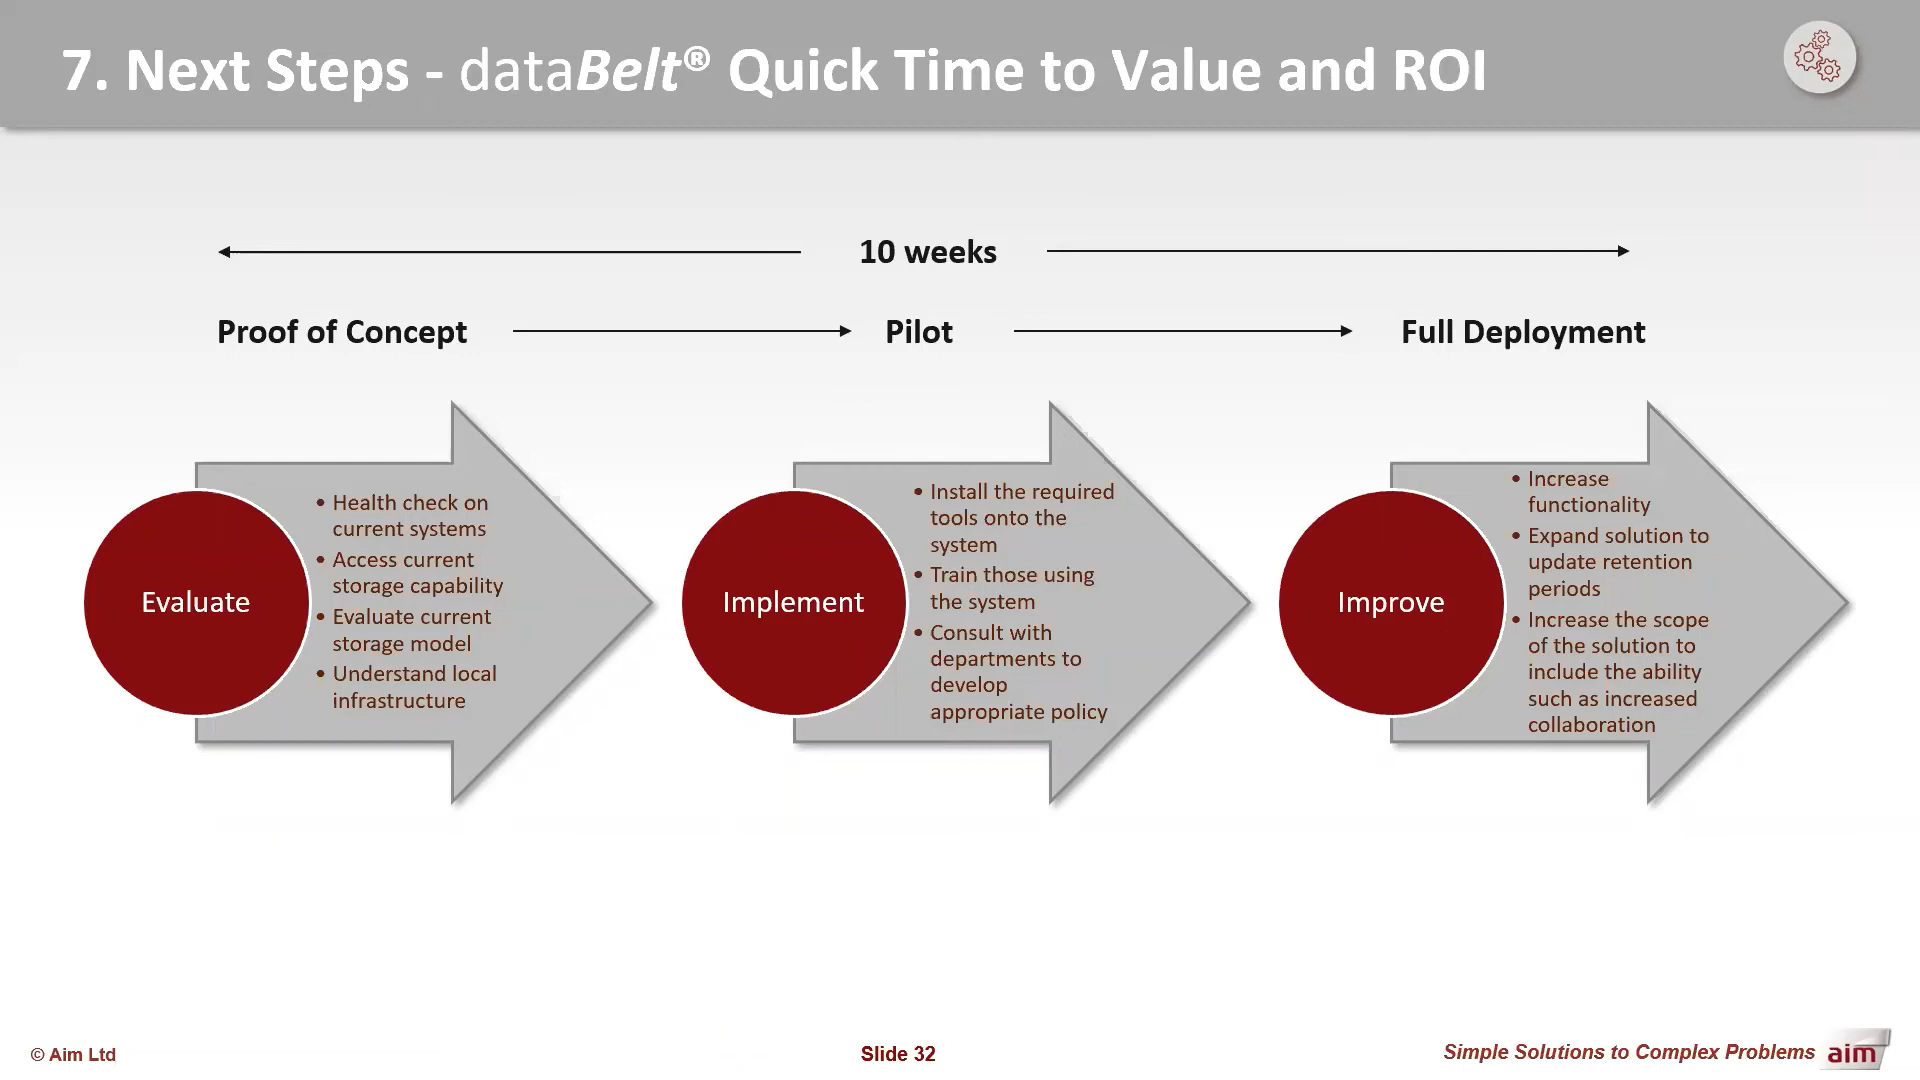 7. Next Steps - dataBelt® Quick Time to Value and ROI
10 weeks
Proof of Concept
Pilot
Full Deployment
Evaluate
• Health check on
current systems
• Access current
storage capability
• Evaluate current
storage model
• Understand local
infrastructure
Implement
• Install the required
tools onto the
system
• Train those using
the system
• Consult with
departments to
develop
appropriate policy
Improve
• Increase
functionality
• Expand solution to
update retention
periods
• Increase the scope
of the solution to
include the ability
such as increased
collaboration
© Aim Ltd
Slide 32
Simple Solutions to Complex Problems
aim